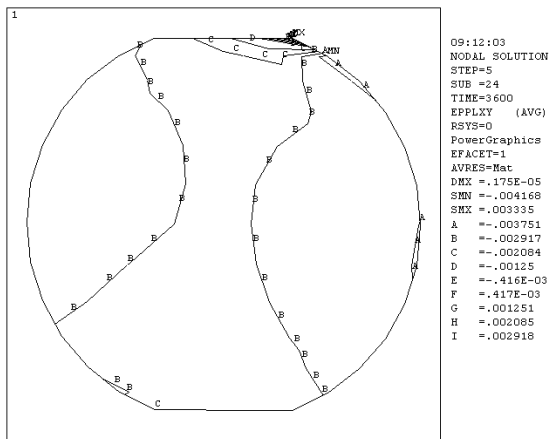 1
09:12:03
NODAL SOLUTION
STEP=5
SUB =24
TIME=3600
EPPLXY (AVG)
RSYS=0
PowerGraphics
EFACET=1
AVRES=Mat
DMX =.175E-05
SMN =-.004168
SMX =.003335
A =-.003751
B =-.002917
C =-.002084
D =-.00125
E =-.416E-03
F =.417E-03
G =.001251
H =.002085
I =.002918
C D MX
B C C C C B A MN
B B A A
B B
B B B
B B
B B A
B B A
B B A
B B
B B
B
B
B B
B B
C